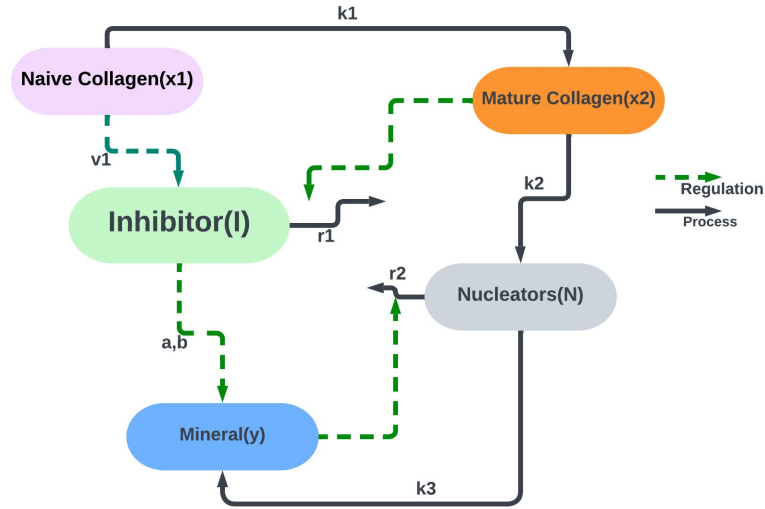 k1
Naive Collagen(x1)
Mature Collagen(x2)
v1
k2
Regulation
Inhibitor(I)
r1
Process
r2
Nucleators(N)
a,b
Mineral(y)
k3